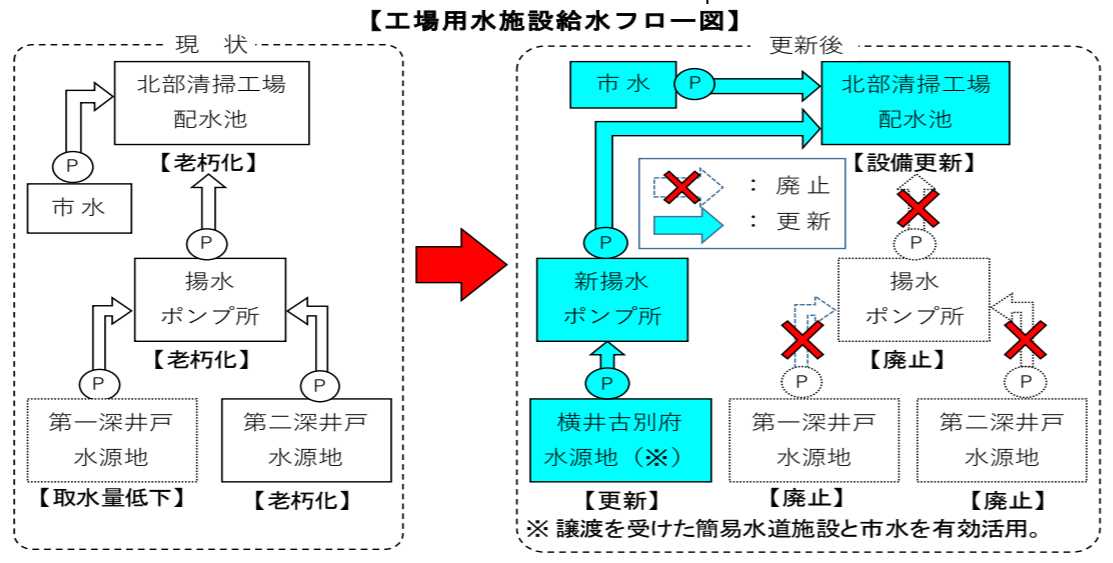 【工場用水施設給水フロー図】
現　状
北部清掃工場
配水池
【老朽化】
P
市 水
P
揚水
ポンプ所
【老朽化】
P
P
第一深井戸
水源地
【取水量低下】
第二深井戸
水源地
【老朽化】
更新後
市 水
P
北部清掃工場
配水池
【設備更新】
： 廃 止
： 更 新
P
新揚水
ポンプ所
P
揚水
ポンプ所
【廃止】
P
P
P
横井古別府
水源地（※）
【更新】
第一深井戸
水源地
【廃止】
第二深井戸
水源地
【廃止】
※ 譲渡を受けた簡易水道施設と市水を有効活用。